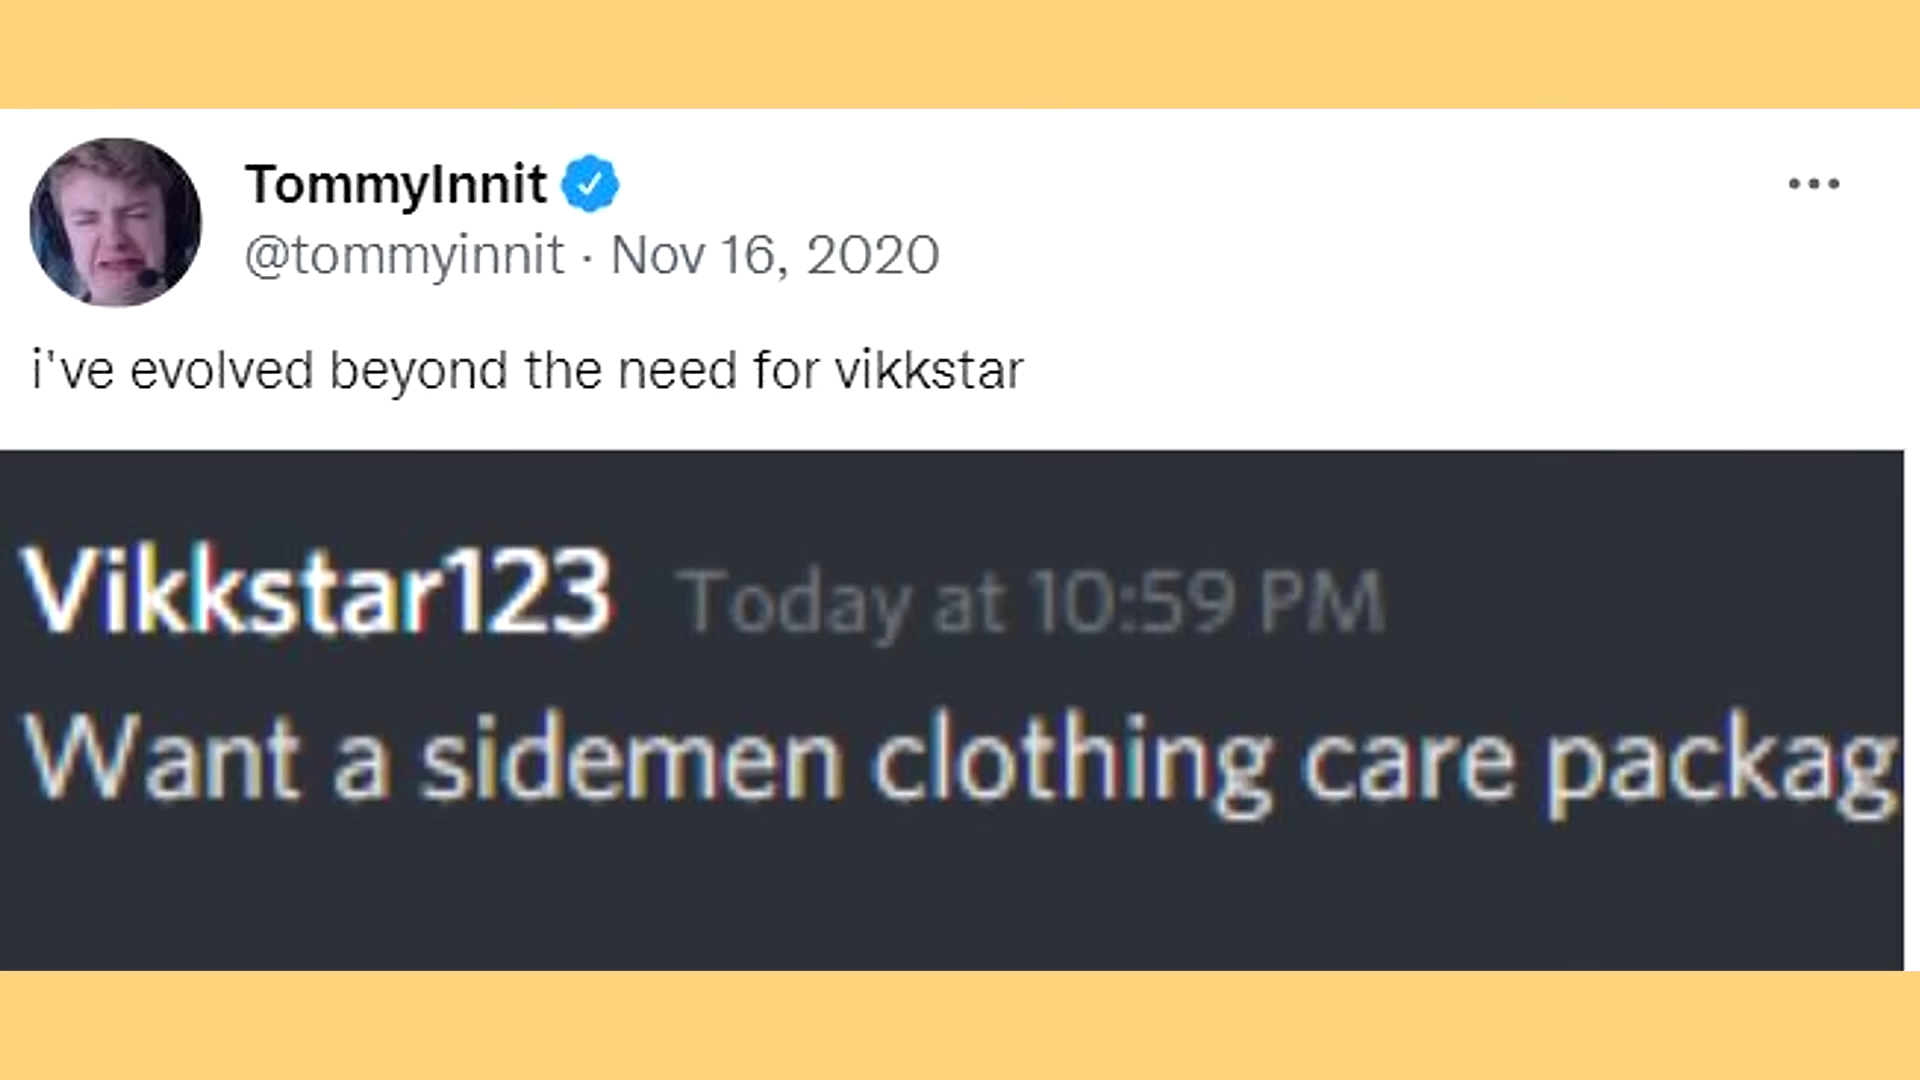 TommyInnit
@tommyinnit · Nov 16, 2020
i've evolved beyond the need for vikkstar
Vikkstar123 Today at 10:59 PM
Want a sidemen clothing care packag